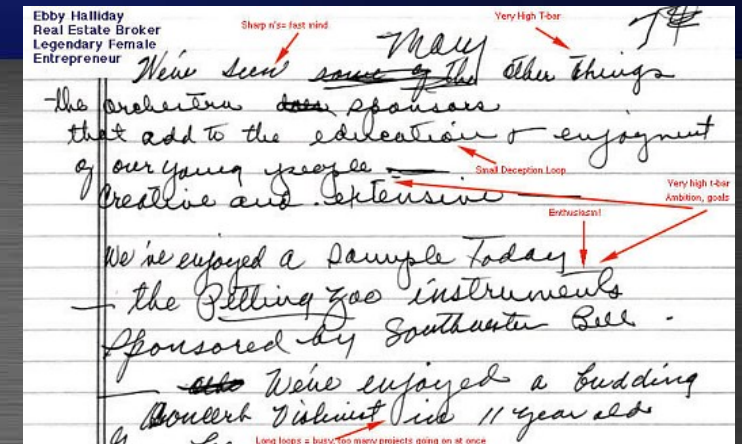 Ebby Halliday
Real Estate Broker
Legendary Female
Entrepreneur
Sharp n's= fast mind
Very High T-bar
7#
Many
We've seen some of the other things
the orchestra does sponsors
that add to the education & enjoyment
Small Deception Loop
of our young people —
Very high t-bar
Ambition, goals
Creative and extensive —
Enthusiasm!
We've enjoyed a sample today
— the Petting zoo instruments
sponsored by Southwestern Bell.
— We've enjoyed a budding
Concert Violinist in 11 year old
Long loops = busy, too many projects going on at once